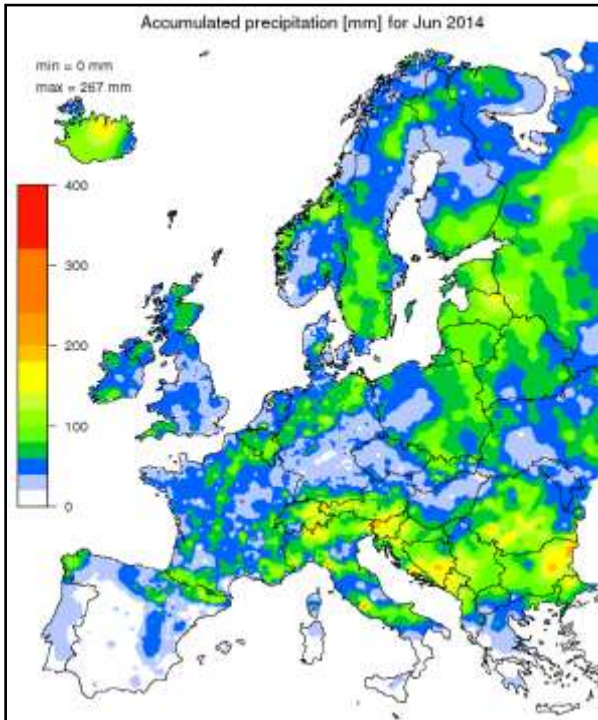 Accumulated precipitation [mm] for Jun 2014
min = 0 mm
max = 267 mm
400
300
200
100
0